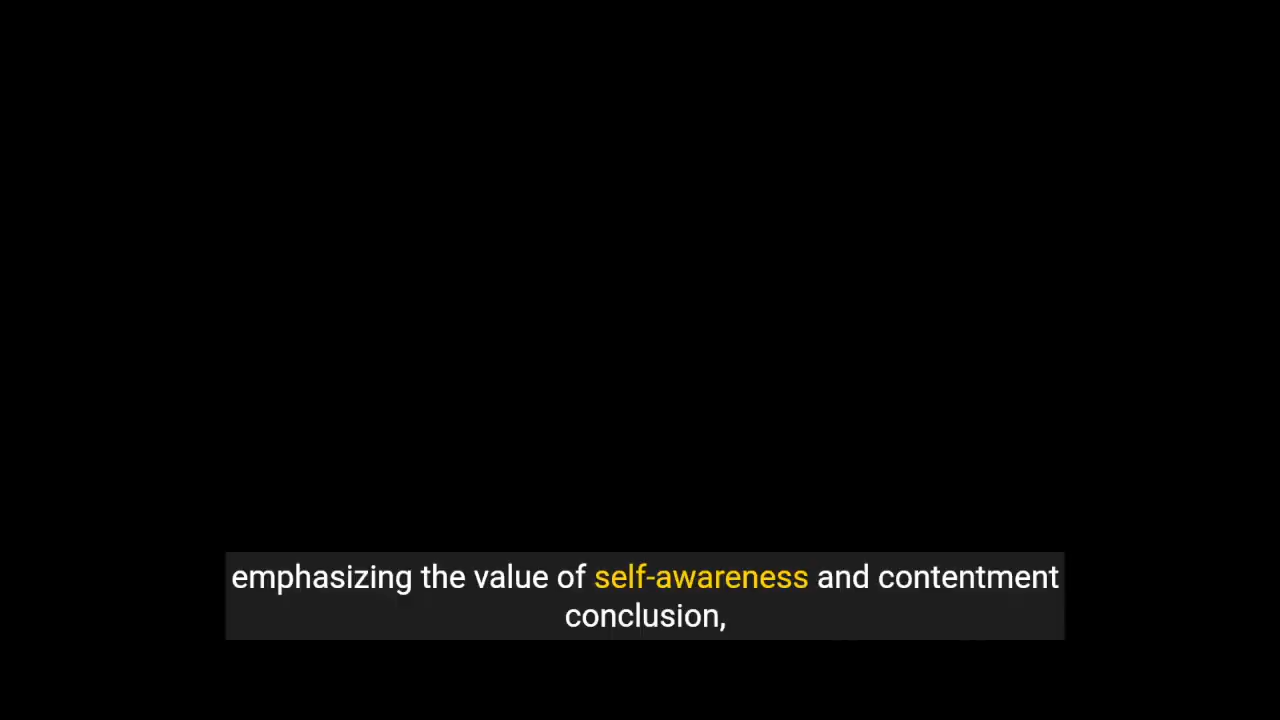 emphasizing the value of self-awareness and contentment
conclusion,